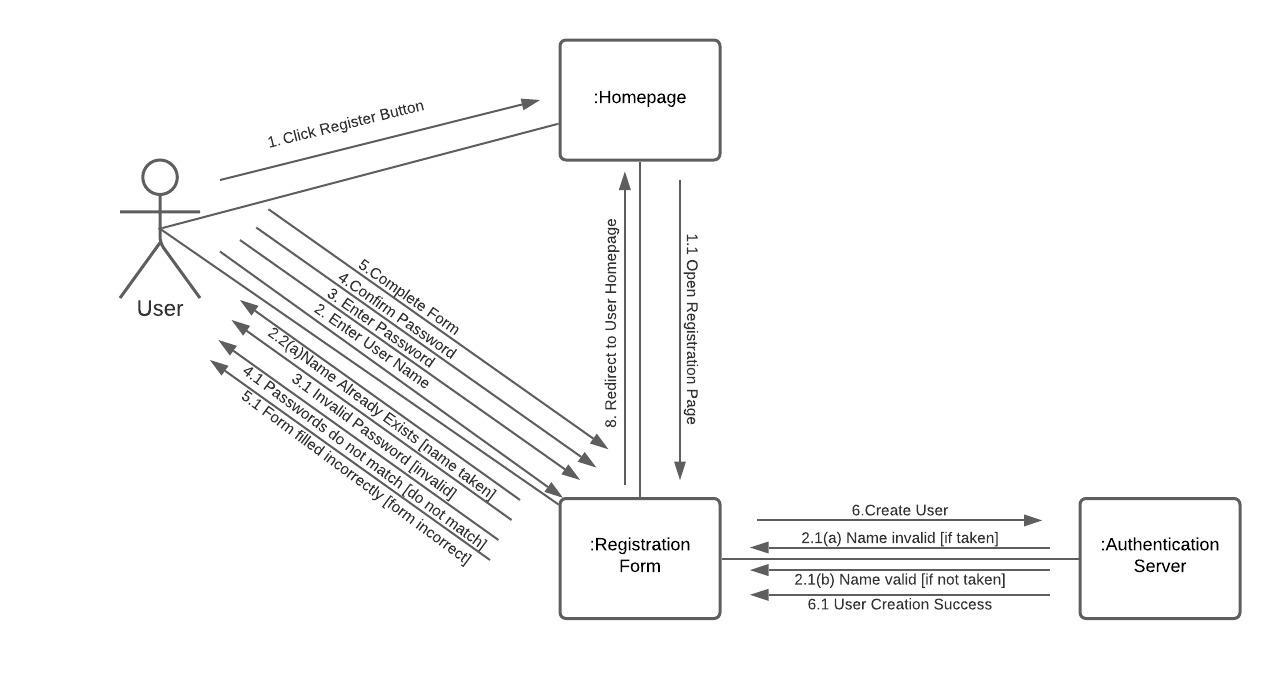 :Homepage
1. Click Register Button
User
5.Complete Form
4.Confirm Password
3. Enter Password
2. Enter User Name
2.2(a)Name Already Exists [name taken]
3.1 Invalid Password [invalid]
4.1 Passwords do not match [do not match]
5.1 Form filled incorrectly [form incorrect]
8. Redirect to User Homepage
1.1 Open Registration Page
:Registration
Form
6.Create User
2.1(a) Name invalid [if taken]
2.1(b) Name valid [if not taken]
6.1 User Creation Success
:Authentication
Server